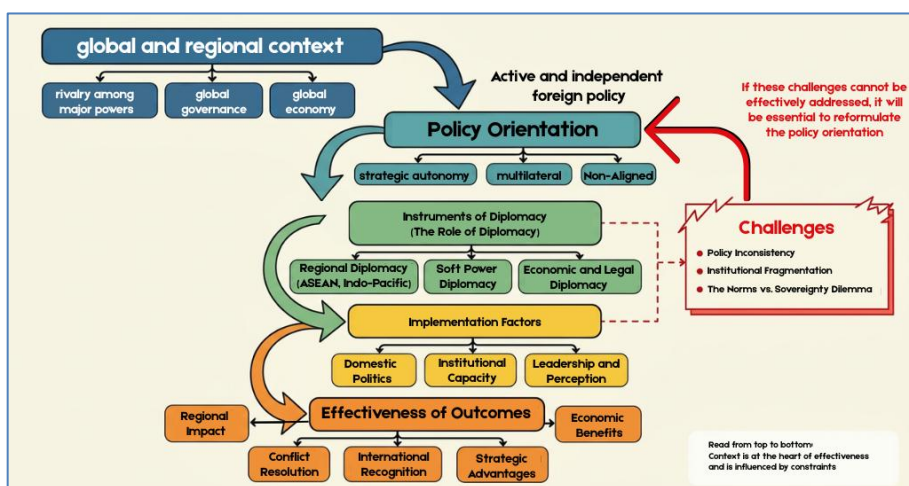 global and regional context
rivalry among
major powers
global
governance
global
economy
Active and independent
foreign policy
If these challenges cannot be
effectively addressed, it will
be essential to reformulate
the policy orientation
Policy Orientation
strategic autonomy
multilateral
Non-Aligned
Instruments of Diplomacy
(The Role of Diplomacy)
Regional Diplomacy
(ASEAN, Indo-Pacific)
Soft Power
Diplomacy
Economic and Legal
Diplomacy
Challenges
Policy Inconsistency
Institutional Fragmentation
The Norms vs. Sovereignty Dilemma
Implementation Factors
Domestic
Politics
Institutional
Capacity
Leadership and
Perception
Effectiveness of Outcomes
Regional
Impact
Economic
Benefits
Conflict
Resolution
International
Recognition
Strategic
Advantages
Read from top to bottom:
Context is at the heart of effectiveness
and is influenced by constraints